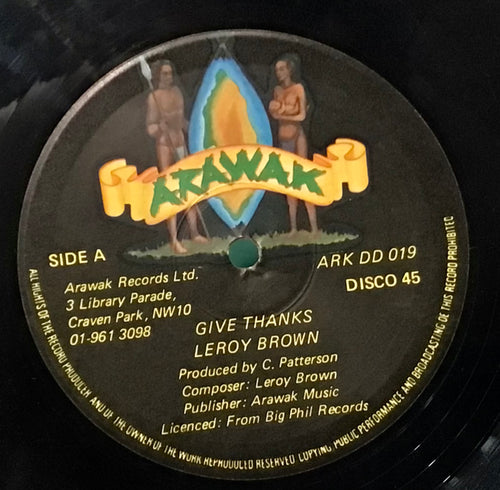 ARAWAK
SIDE A
ARK DD 019
DISCO 45
Arawak Records Ltd.
3 Library Parade,
Craven Park, NW10
01-961 3098
GIVE THANKS
LEROY BROWN
Produced by C. Patterson
Composer: Leroy Brown
Publisher: Arawak Music
Licenced: From Big Phil Records
ALL RIGHTS OF THE RECORD PRODUCER AND OF THE OWNER OF THE WORK REPRODUCED RESERVED COPYING, PUBLIC PERFORMANCE AND BROADCASTING OF THIS RECORD PROHIBITED